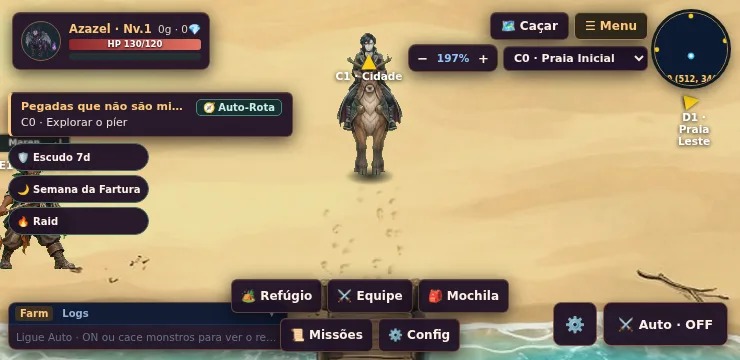 Azazel · Nv.1 0g · 0💎
HP 130/120
🗺️ Caçar
☰ Menu
− 197% +
C0 · Praia Inicial
C1 · Cidade
Pegadas que não são mi...
🧭 Auto-Rota
C0 · Explorar o píer
D1 ·
Praia
Leste
🛡️ Escudo 7d
🌙 Semana da Fartura
🔥 Raid
🏕️ Refúgio
⚔️ Equipe
🎒 Mochila
Farm Logs
Ligue Auto · ON ou cace monstros para ver o re...
📜 Missões
⚙️ Config
⚔️ Auto · OFF